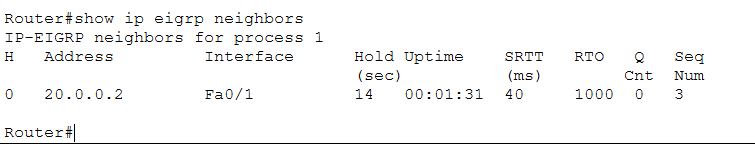 Router#show ip eigrp neighbors
IP-EIGRP neighbors for process 1
H   Address         Interface      Hold Uptime    SRTT   RTO   Q   Seq
                                   (sec)          (ms)        Cnt  Num
0   20.0.0.2        Fa0/1          14   00:01:31  40     1000  0   3
Router#